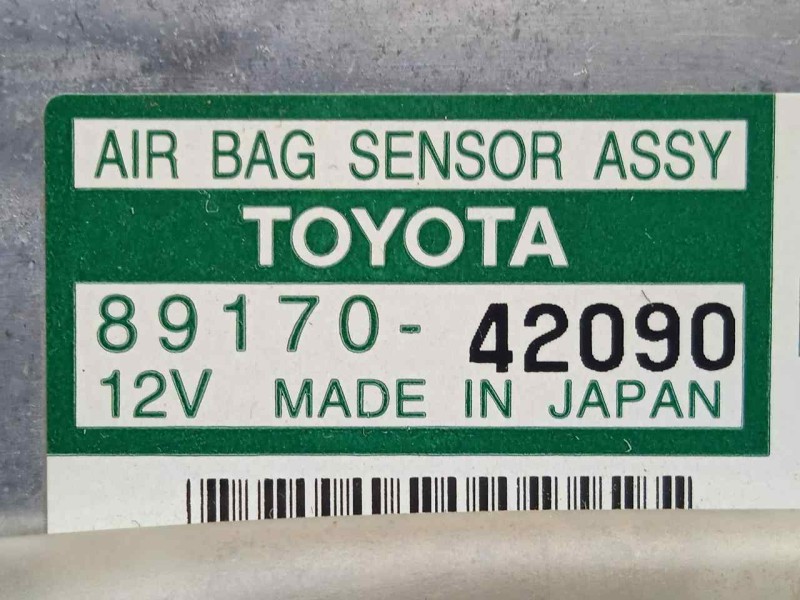 AIR BAG SENSOR ASSY
TOYOTA
89170-42090
12V MADE IN JAPAN